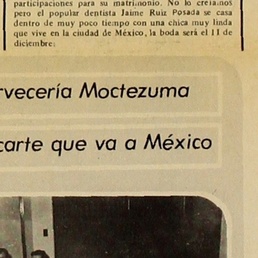 participaciones para su matrimonio. No lo creíamos
pero el popular dentista Jaime Ruiz Posada se casa
dentro de muy poco tiempo con una chica muy linda
que vive en la ciudad de México, la boda será el 11 de
diciembre:
rvecería Moctezuma
carte que va a México